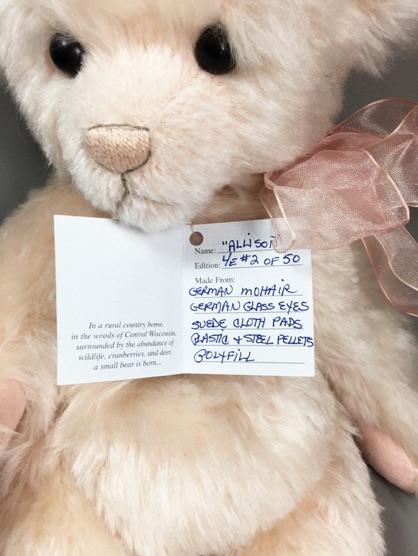 In a rural country home,
in the woods of Central Wisconsin,
surrounded by the abundance of
wildlife, cranberries, and deer
a small bear is born...
Name: "ALLISON"
Edition: LE #2 OF 50
Made From:
GERMAN MOHAIR
GERMAN GLASS EYES
SUEDE CLOTH PADS
PLASTIC & STEEL PELLETS
POLYFILL